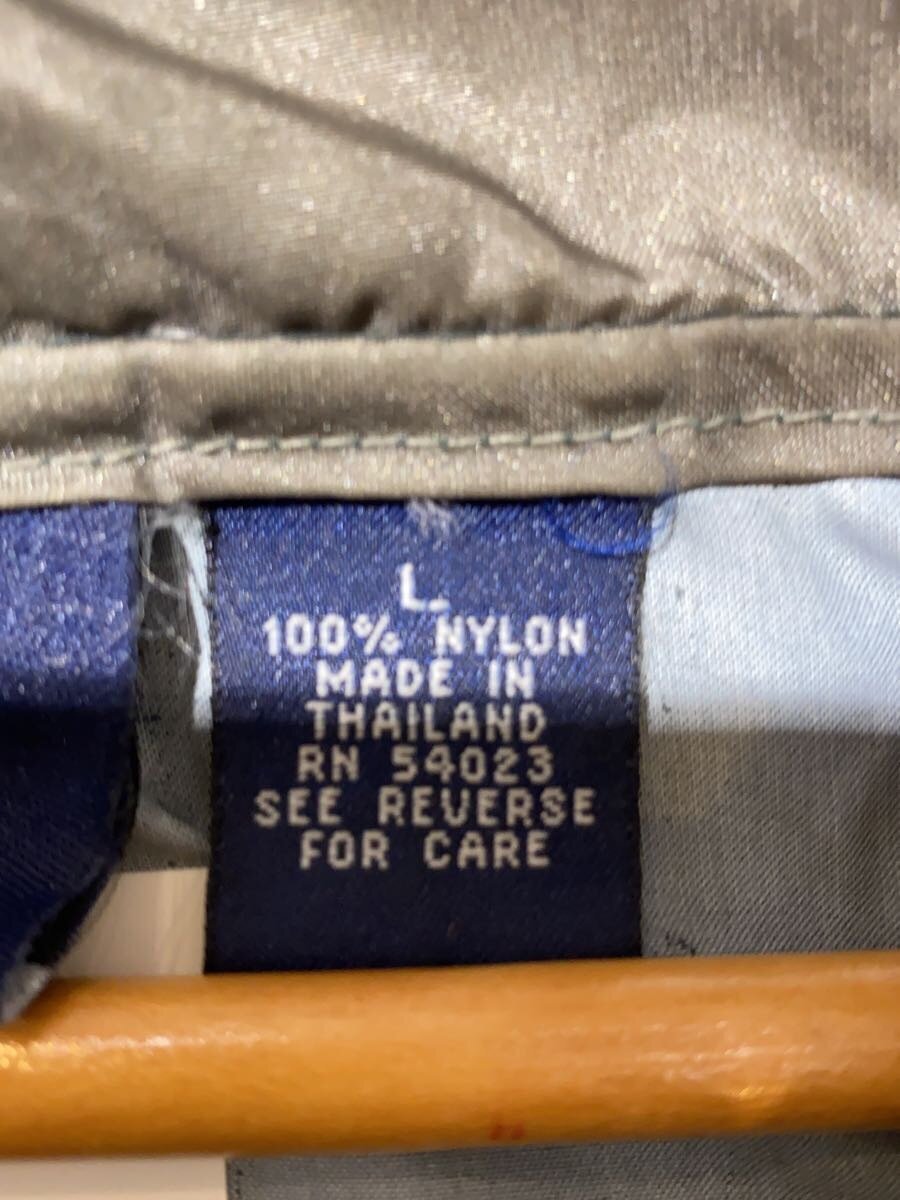 L.
100% NYLON
MADE IN
THAILAND
RN 54023
SEE REVERSE
FOR CARE